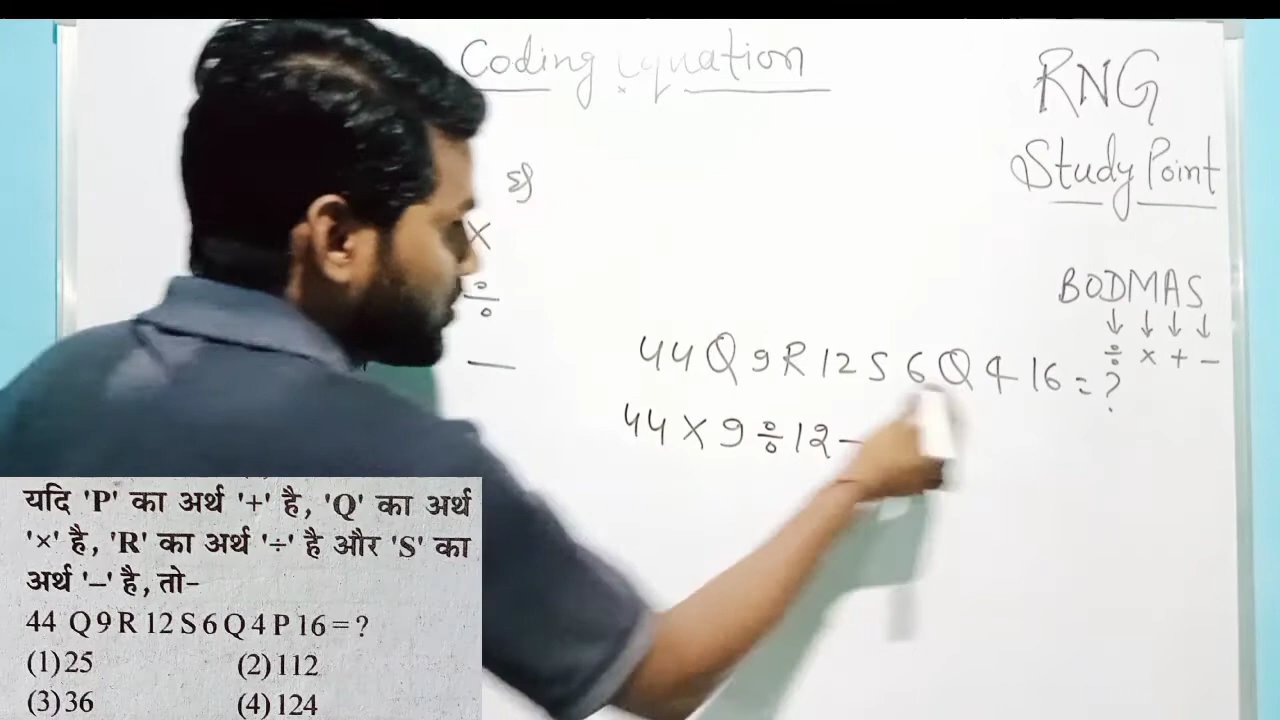 Coding Equation
RNG
Study Point
है
×
÷
—
BODMAS
↓ ↓ ↓ ↓
÷ × + −
44 Q 9 R 12 S 6 Q 4 16 = ?
44 × 9 ÷ 12 −
यदि 'P' का अर्थ '+' है, 'Q' का अर्थ
'×' है, 'R' का अर्थ '÷' है और 'S' का
अर्थ '–' है, तो-
44 Q 9 R 12 S 6 Q 4 P 16 = ?
(1) 25 (2) 112
(3) 36 (4) 124